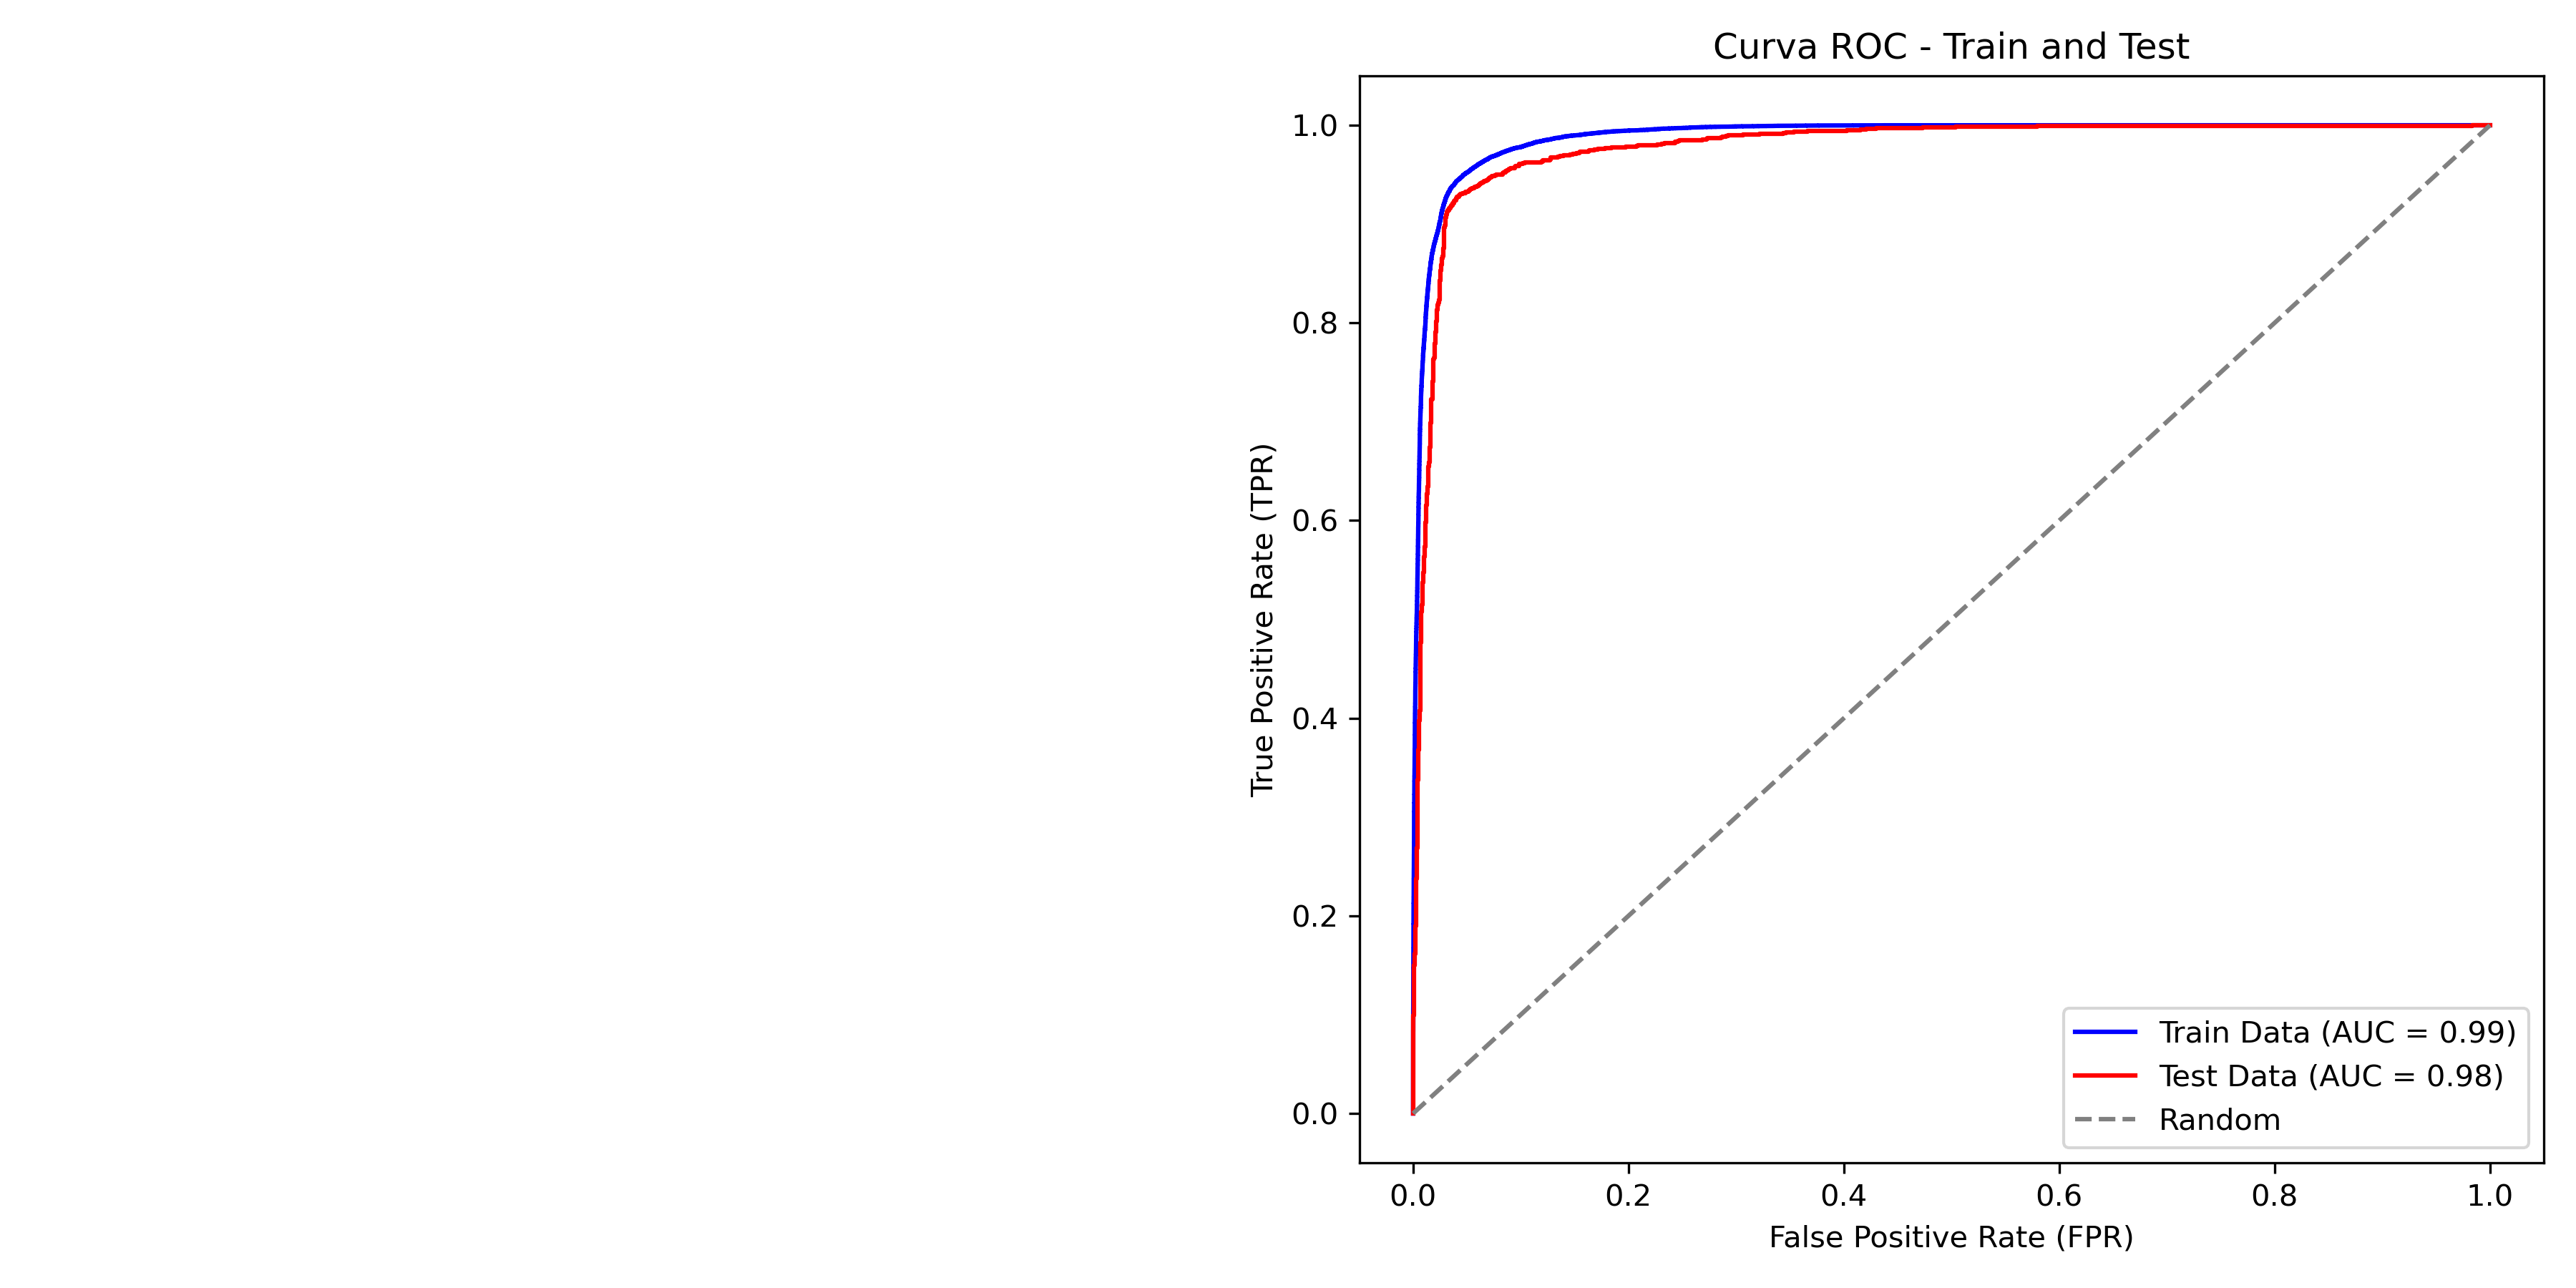 Curva ROC - Train and Test
True Positive Rate (TPR)
1.0
0.8
0.6
0.4
0.2
0.0
Train Data (AUC = 0.99)
Test Data (AUC = 0.98)
Random
0.0 0.2 0.4 0.6 0.8 1.0
False Positive Rate (FPR)